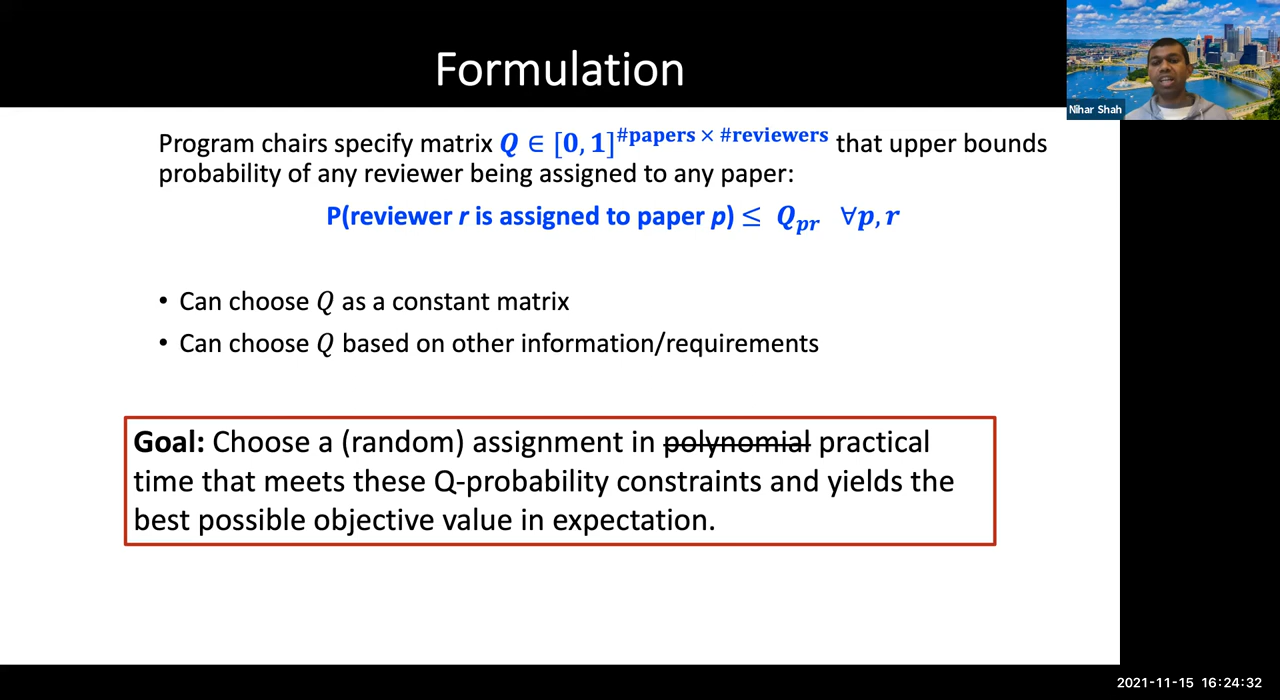 Formulation
Nihar Shah
Program chairs specify matrix Q ∈ [0, 1]^{#papers × #reviewers} that upper bounds
probability of any reviewer being assigned to any paper:
P(reviewer r is assigned to paper p) ≤ Q_{pr} ∀p, r
• Can choose Q as a constant matrix
• Can choose Q based on other information/requirements
Goal: Choose a (random) assignment in polynomial practical
time that meets these Q-probability constraints and yields the
best possible objective value in expectation.
2021-11-15 16:24:32